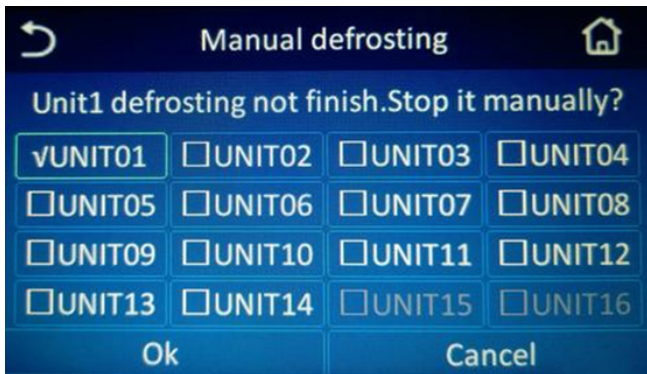 Manual defrosting
Unit1 defrosting not finish.Stop it manually?
√UNIT01 □UNIT02 □UNIT03 □UNIT04
□UNIT05 □UNIT06 □UNIT07 □UNIT08
□UNIT09 □UNIT10 □UNIT11 □UNIT12
□UNIT13 □UNIT14 □UNIT15 □UNIT16
Ok Cancel